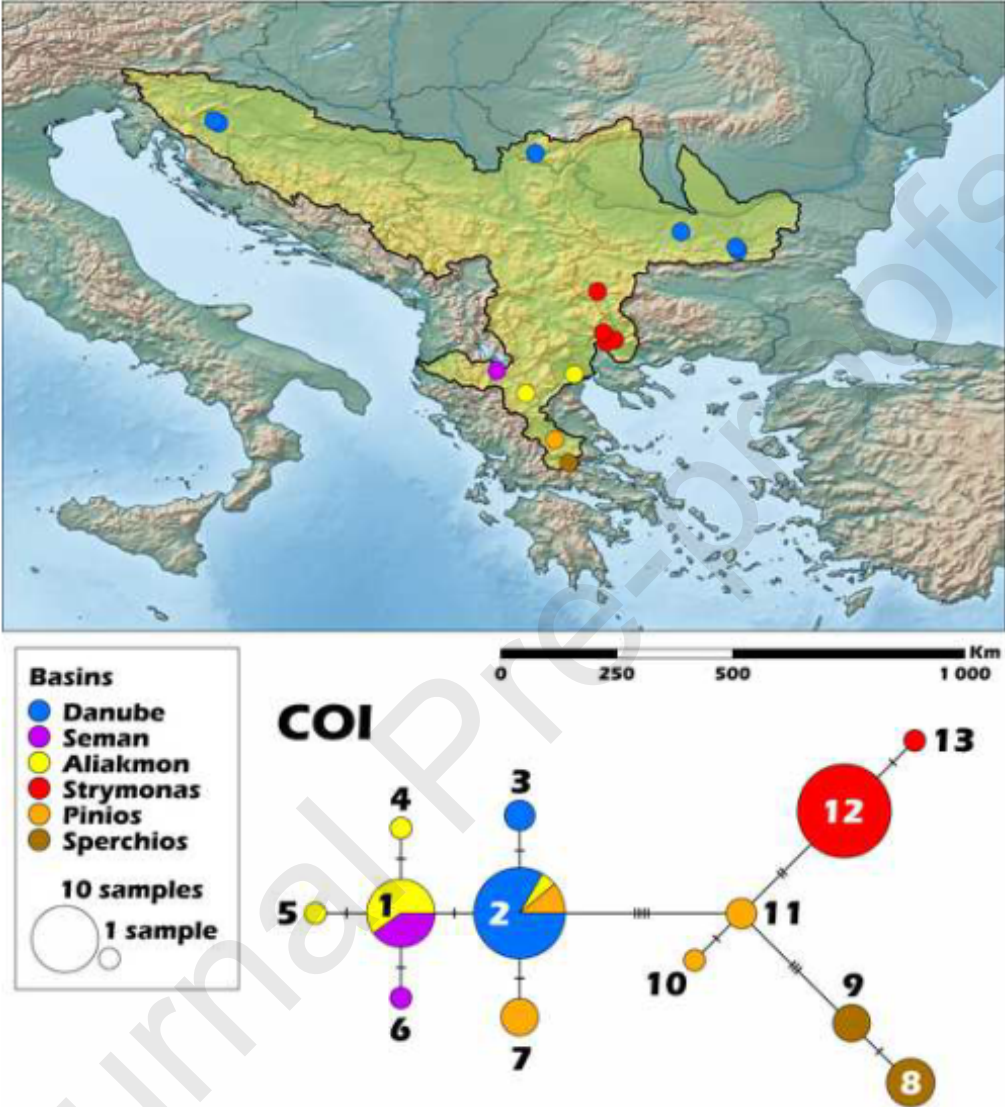 Km
0 250 500 1 000
Basins
Danube
Seman
Aliakmon
Strymonas
Pinios
Sperchios
10 samples
1 sample
COI
13
12
3
4
5
1
2
11
10
9
6
7
8
Journal Pre-proofs